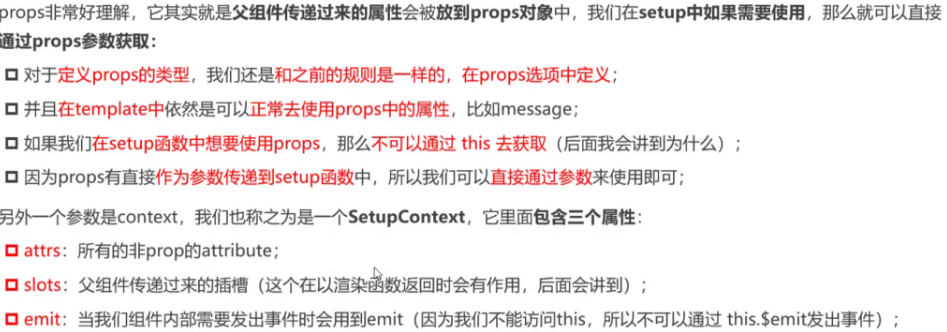 props非常好理解，它其实就是父组件传递过来的属性会被放到props对象中，我们在setup中如果需要使用，那么就可以直接
通过props参数获取：
对于定义props的类型，我们还是和之前的规则是一样的，在props选项中定义；
并且在template中依然是可以正常去使用props中的属性，比如message；
如果我们在setup函数中想要使用props，那么不可以通过 this 去获取（后面我会讲到为什么）；
因为props有直接作为参数传递到setup函数中，所以我们可以直接通过参数来使用即可；
另外一个参数是context，我们也称之为是一个SetupContext，它里面包含三个属性：
attrs：所有的非prop的attribute；
slots：父组件传递过来的插槽（这个在以渲染函数返回时会有作用，后面会讲到）；
emit：当我们组件内部需要发出事件时会用到emit（因为我们不能访问this，所以不可以通过 this.$emit发出事件）；